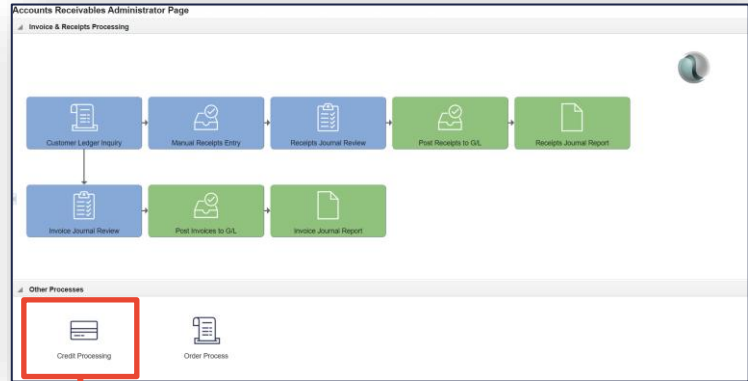 Accounts Receivables Administrator Page
Invoice & Receipts Processing
Customer Ledger Inquiry
Manual Receipts Entry
Receipts Journal Review
Post Receipts to G/L
Receipts Journal Report
Invoice Journal Review
Post Invoices to G/L
Invoice Journal Report
Other Processes
Credit Processing
Order Process